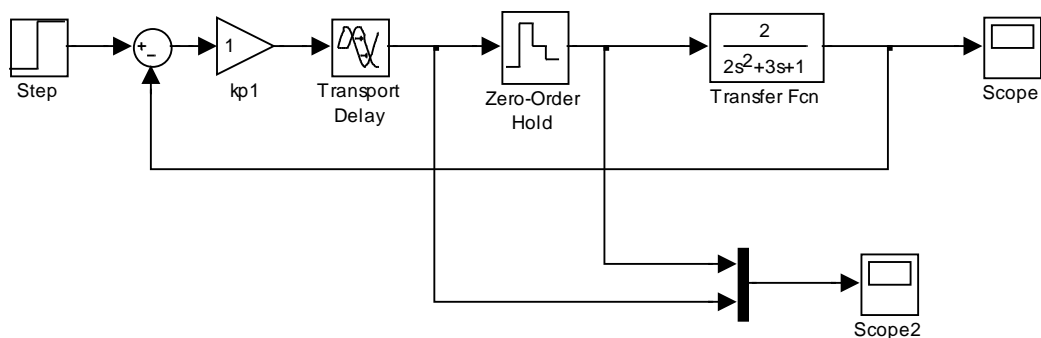 +
−
1
2
2s²+3s+1
Step
kp1
Transport
Delay
Zero-Order
Hold
Transfer Fcn
Scope
Scope2